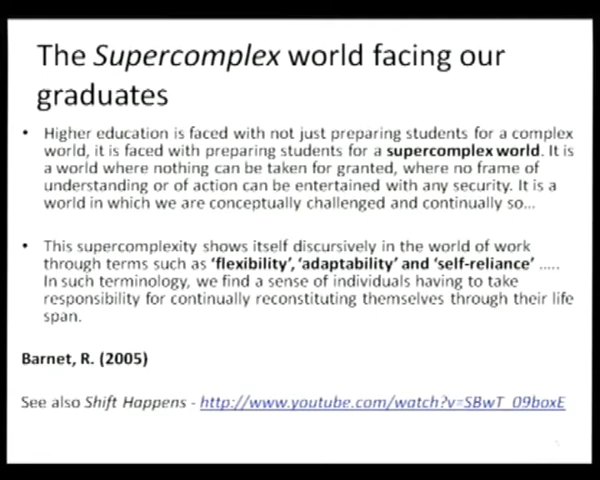 The Supercomplex world facing our
graduates
• Higher education is faced with not just preparing students for a complex
world, it is faced with preparing students for a supercomplex world. It is
a world where nothing can be taken for granted, where no frame of
understanding or of action can be entertained with any security. It is a
world in which we are conceptually challenged and continually so...
• This supercomplexity shows itself discursively in the world of work
through terms such as 'flexibility', 'adaptability' and 'self-reliance' .....
In such terminology, we find a sense of individuals having to take
responsibility for continually reconstituting themselves through their life
span.
Barnet, R. (2005)
See also Shift Happens - http://www.youtube.com/watch?v=SBwT_09boxE